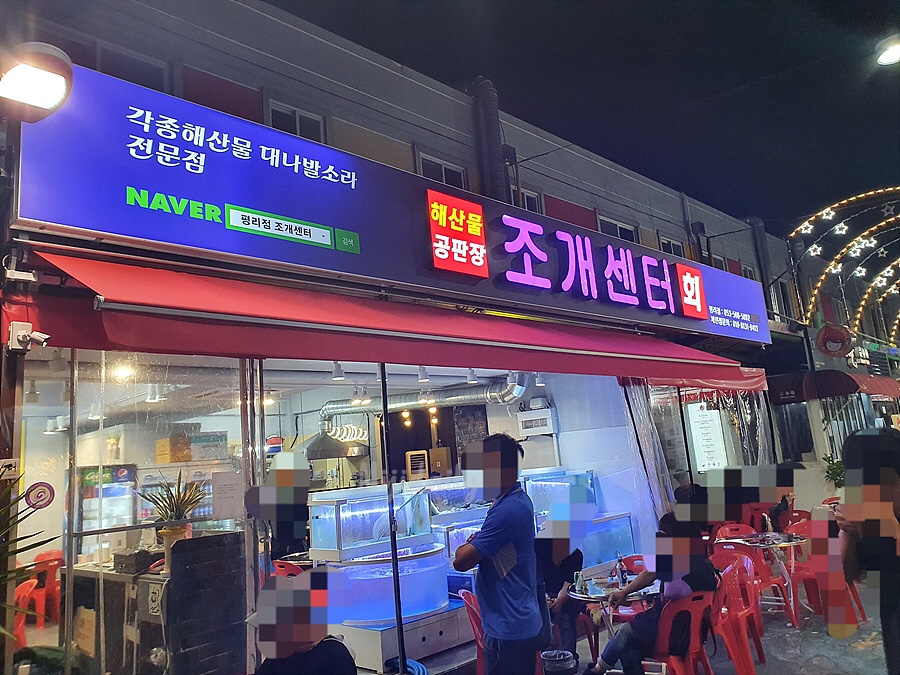 각종해산물 대나발소라
전문점
NAVER 평리점 조개센터 검색
해산물
공판장
조개센터 회